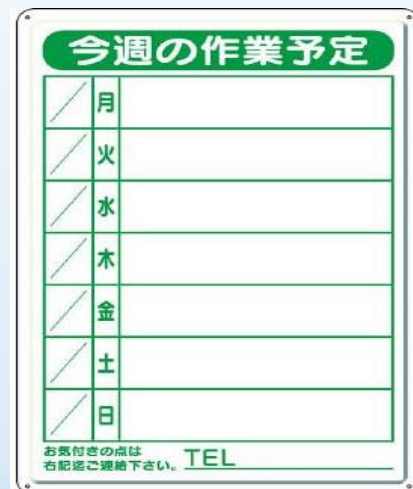 今週の作業予定
／ 月
／ 火
／ 水
／ 木
／ 金
／ 土
／ 日
お気付きの点は
右記迄ご連絡下さい。 TEL